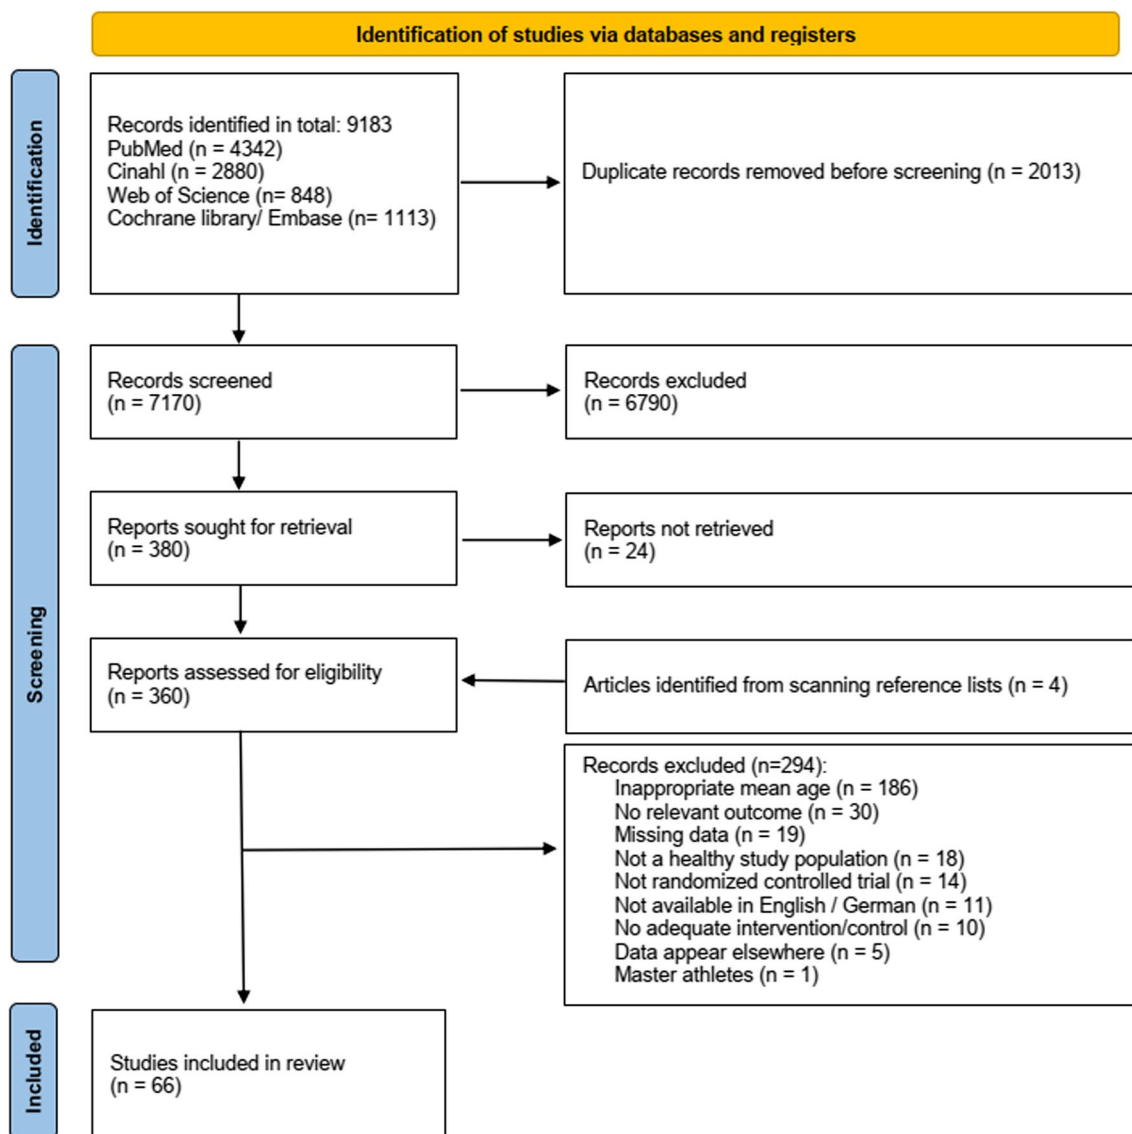 Identification of studies via databases and registers
Identification
Records identified in total: 9183
PubMed (n = 4342)
Cinahl (n = 2880)
Web of Science (n= 848)
Cochrane library/ Embase (n= 1113)
Duplicate records removed before screening (n = 2013)
Screening
Records screened
(n = 7170)
Records excluded
(n = 6790)
Reports sought for retrieval
(n = 380)
Reports not retrieved
(n = 24)
Reports assessed for eligibility
(n = 360)
Articles identified from scanning reference lists (n = 4)
Records excluded (n=294):
Inappropriate mean age (n = 186)
No relevant outcome (n = 30)
Missing data (n = 19)
Not a healthy study population (n = 18)
Not randomized controlled trial (n = 14)
Not available in English / German (n = 11)
No adequate intervention/control (n = 10)
Data appear elsewhere (n = 5)
Master athletes (n = 1)
Included
Studies included in review
(n = 66)